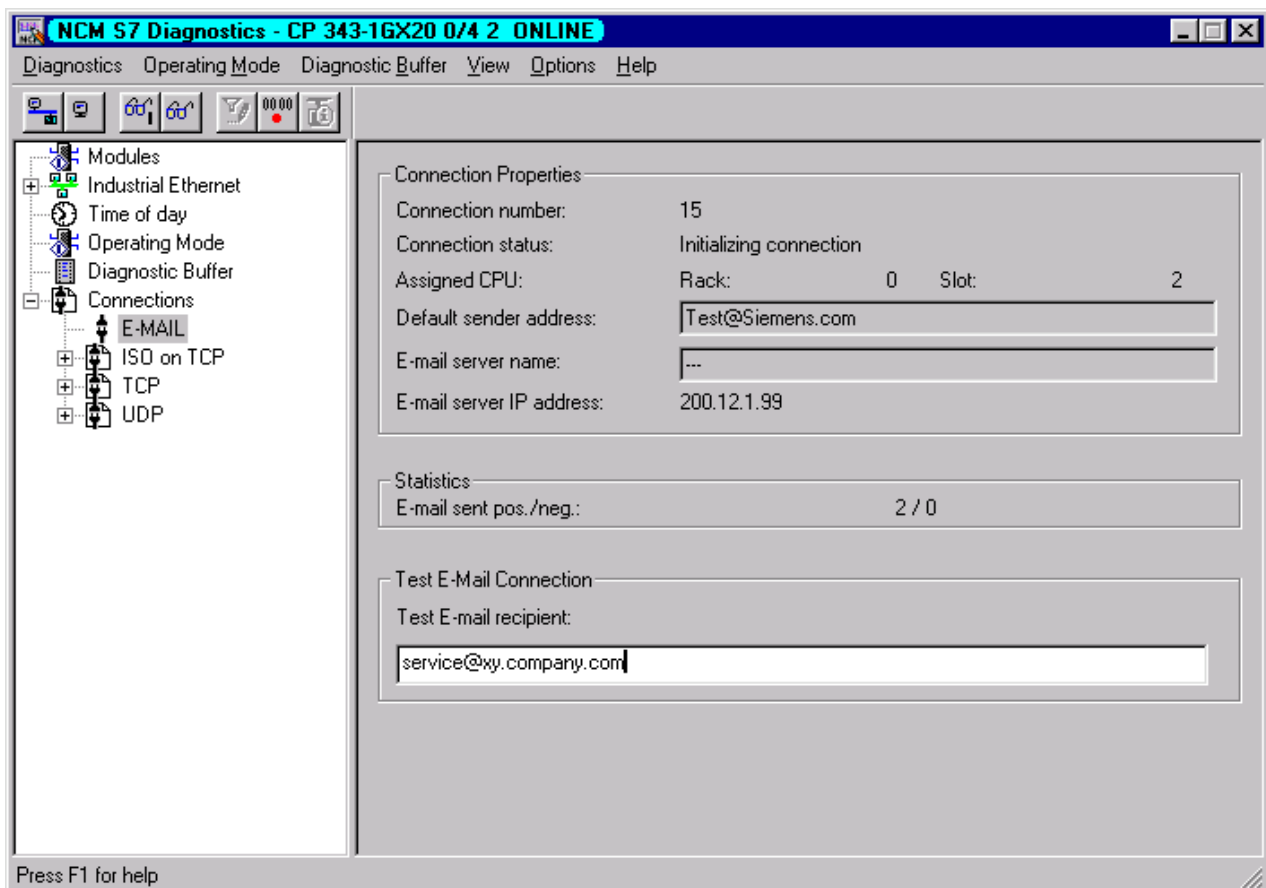 NCM S7 Diagnostics - CP 343-1GX20 0/4 2 ONLINE
Diagnostics Operating Mode Diagnostic Buffer View Options Help
Modules
Industrial Ethernet
Time of day
Operating Mode
Diagnostic Buffer
Connections
E-MAIL
ISO on TCP
TCP
UDP
Connection Properties
Connection number: 15
Connection status: Initializing connection
Assigned CPU: Rack: 0 Slot: 2
Default sender address: Test@Siemens.com
E-mail server name: ---
E-mail server IP address: 200.12.1.99
Statistics
E-mail sent pos./neg.: 2 / 0
Test E-Mail Connection
Test E-mail recipient:
service@xy.company.com
Press F1 for help